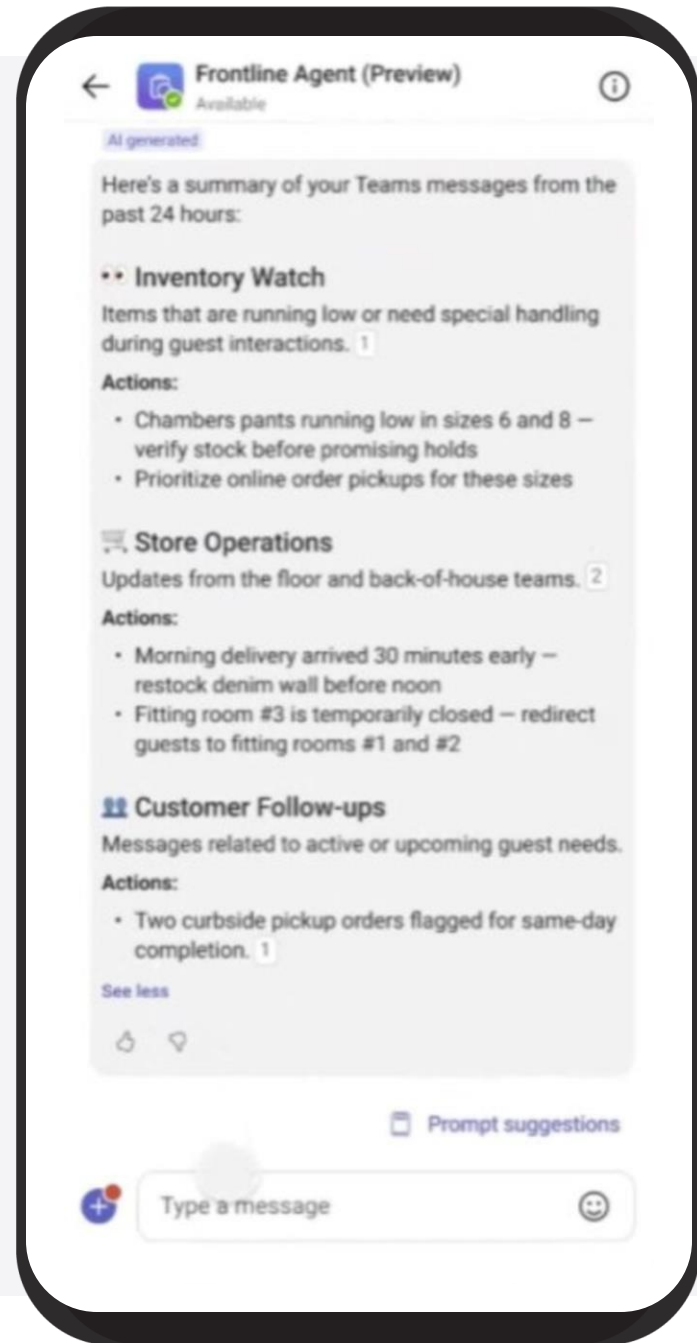 Frontline Agent (Preview)
Available
AI generated
Here's a summary of your Teams messages from the
past 24 hours:
👀 Inventory Watch
Items that are running low or need special handling
during guest interactions. 1
Actions:
• Chambers pants running low in sizes 6 and 8 —
verify stock before promising holds
• Prioritize online order pickups for these sizes
🛒 Store Operations
Updates from the floor and back-of-house teams. 2
Actions:
• Morning delivery arrived 30 minutes early —
restock denim wall before noon
• Fitting room #3 is temporarily closed — redirect
guests to fitting rooms #1 and #2
👥 Customer Follow-ups
Messages related to active or upcoming guest needs.
Actions:
• Two curbside pickup orders flagged for same-day
completion. 1
See less
Prompt suggestions
Type a message